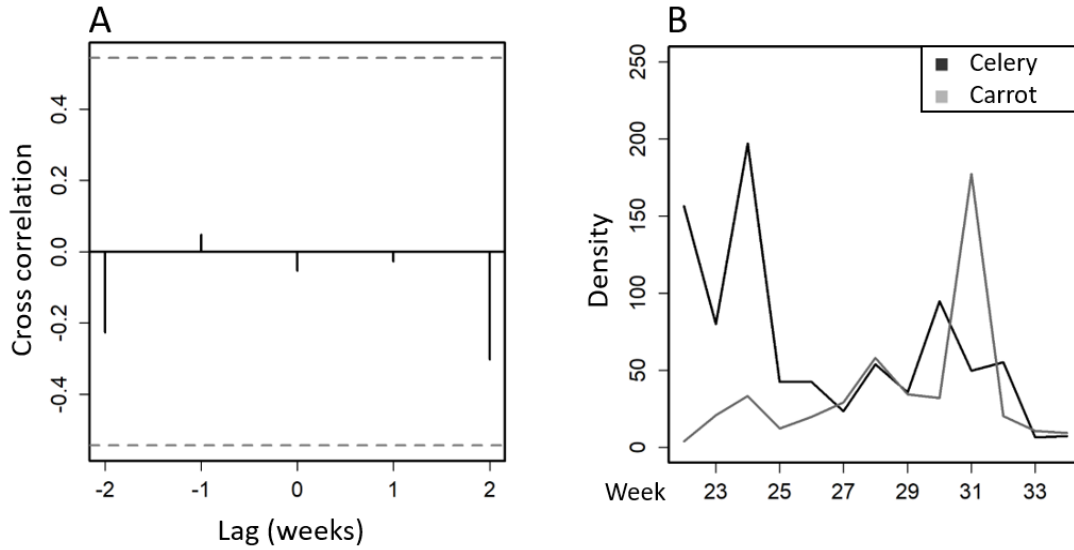 A
Cross correlation
0.4
0.2
0.0
-0.2
-0.4
-2 -1 0 1 2
Lag (weeks)
B
Celery
Carrot
Density
250
200
150
100
50
0
Week 23 25 27 29 31 33